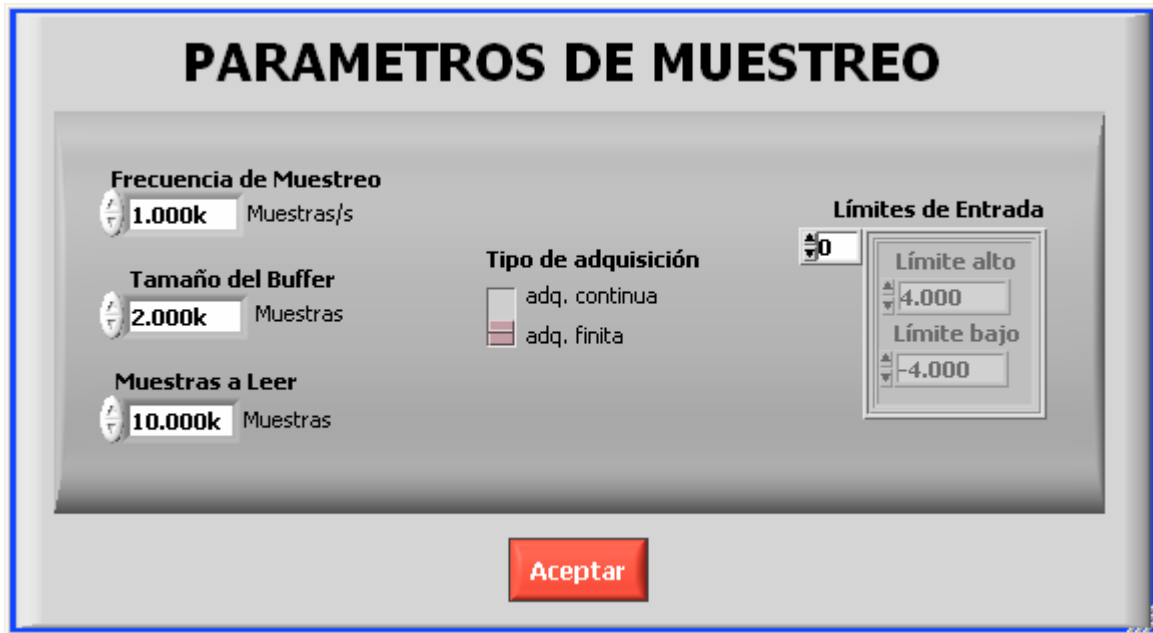 PARAMETROS DE MUESTREO
Frecuencia de Muestreo
1.000k Muestras/s
Tamaño del Buffer
2.000k Muestras
Muestras a Leer
10.000k Muestras
Tipo de adquisición
adq. continua
adq. finita
Límites de Entrada
0
Límite alto
4.000
Límite bajo
-4.000
Aceptar